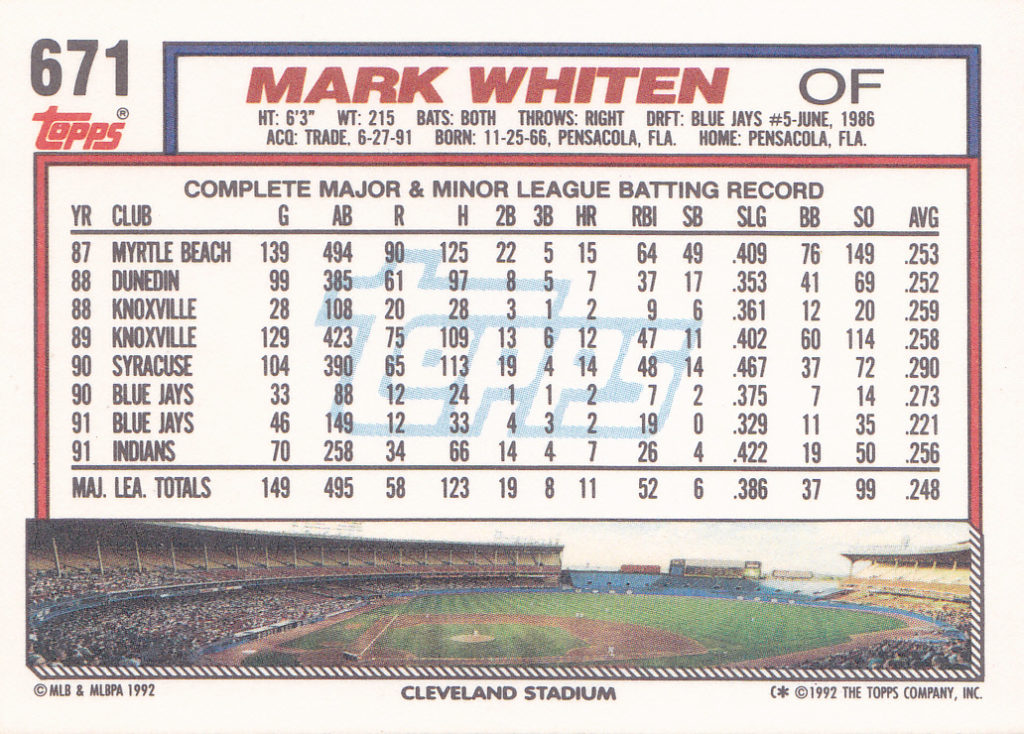 671
topps®
MARK WHITEN OF
HT: 6'3" WT: 215 BATS: BOTH THROWS: RIGHT DRFT: BLUE JAYS #5-JUNE, 1986
ACQ: TRADE, 6-27-91 BORN: 11-25-66, PENSACOLA, FLA. HOME: PENSACOLA, FLA.
COMPLETE MAJOR & MINOR LEAGUE BATTING RECORD
YR CLUB G AB R H 2B 3B HR RBI SB SLG BB SO AVG
87 MYRTLE BEACH 139 494 90 125 22 5 15 64 49 .409 76 149 .253
88 DUNEDIN 99 385 61 97 8 5 7 37 17 .353 41 69 .252
88 KNOXVILLE 28 108 20 28 3 1 2 9 6 .361 12 20 .259
89 KNOXVILLE 129 423 75 109 13 6 12 47 11 .402 60 114 .258
90 SYRACUSE 104 390 65 113 19 4 14 48 14 .467 37 72 .290
90 BLUE JAYS 33 88 12 24 1 1 2 7 2 .375 7 14 .273
91 BLUE JAYS 46 149 12 33 4 3 2 19 0 .329 11 35 .221
91 INDIANS 70 258 34 66 14 4 7 26 4 .422 19 50 .256
MAJ. LEA. TOTALS 149 495 58 123 19 8 11 52 6 .386 37 99 .248
topps
© MLB & MLBPA 1992 CLEVELAND STADIUM C* ©1992 THE TOPPS COMPANY, INC.